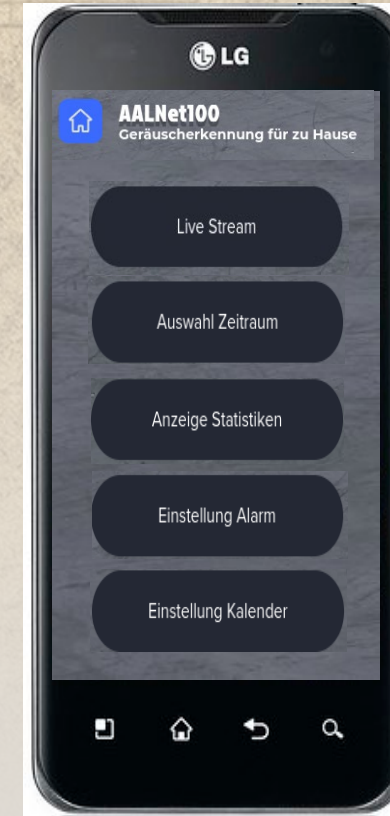 LG
AALNet100
Geräuscherkennung für zu Hause
Live Stream
Auswahl Zeitraum
Anzeige Statistiken
Einstellung Alarm
Einstellung Kalender